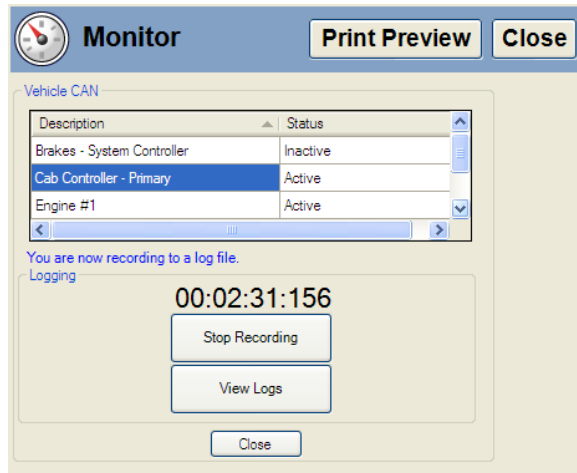 Monitor Print Preview Close
Vehicle CAN
Description Status
Brakes - System Controller Inactive
Cab Controller - Primary Active
Engine #1 Active
You are now recording to a log file.
Logging
00:02:31:156
Stop Recording
View Logs
Close